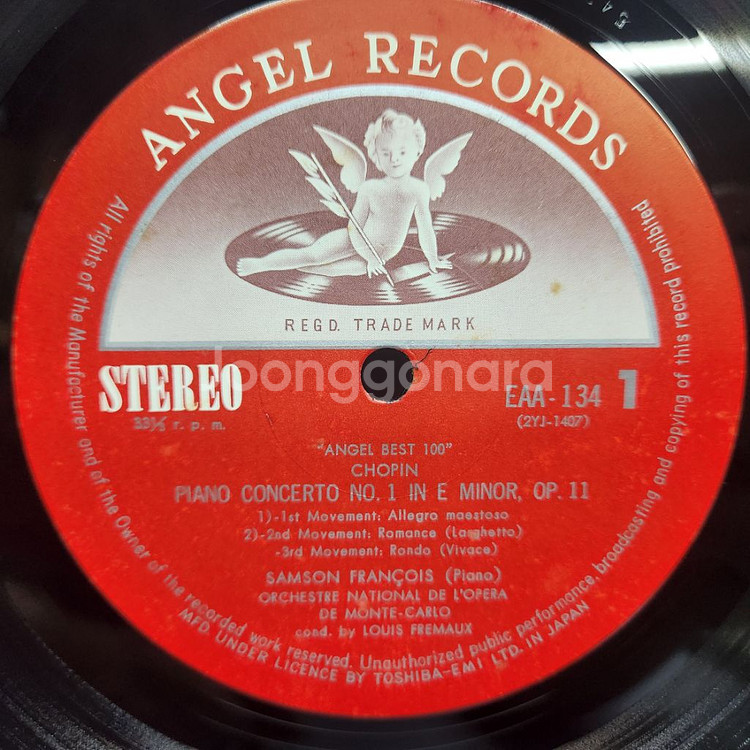 ANGEL RECORDS
REGD. TRADE MARK
STEREO
33⅓ r. p. m.
joonggonara
EAA-134 1
(2YJ-1407)
"ANGEL BEST 100"
CHOPIN
PIANO CONCERTO NO. 1 IN E MINOR, OP. 11
1)-1st Movement: Allegro maestoso
2)-2nd Movement: Romance (Larghetto)
-3rd Movement: Rondo (Vivace)
SAMSON FRANÇOIS (Piano)
ORCHESTRE NATIONAL DE L'OPERA
DE MONTE-CARLO
cond. by LOUIS FREMAUX
All rights of the Manufacturer and of the Owner of the recorded work reserved. Unauthorized public performance, broadcasting and copying of this record prohibited
MFD. UNDER LICENCE BY TOSHIBA-EMI LTD. IN JAPAN